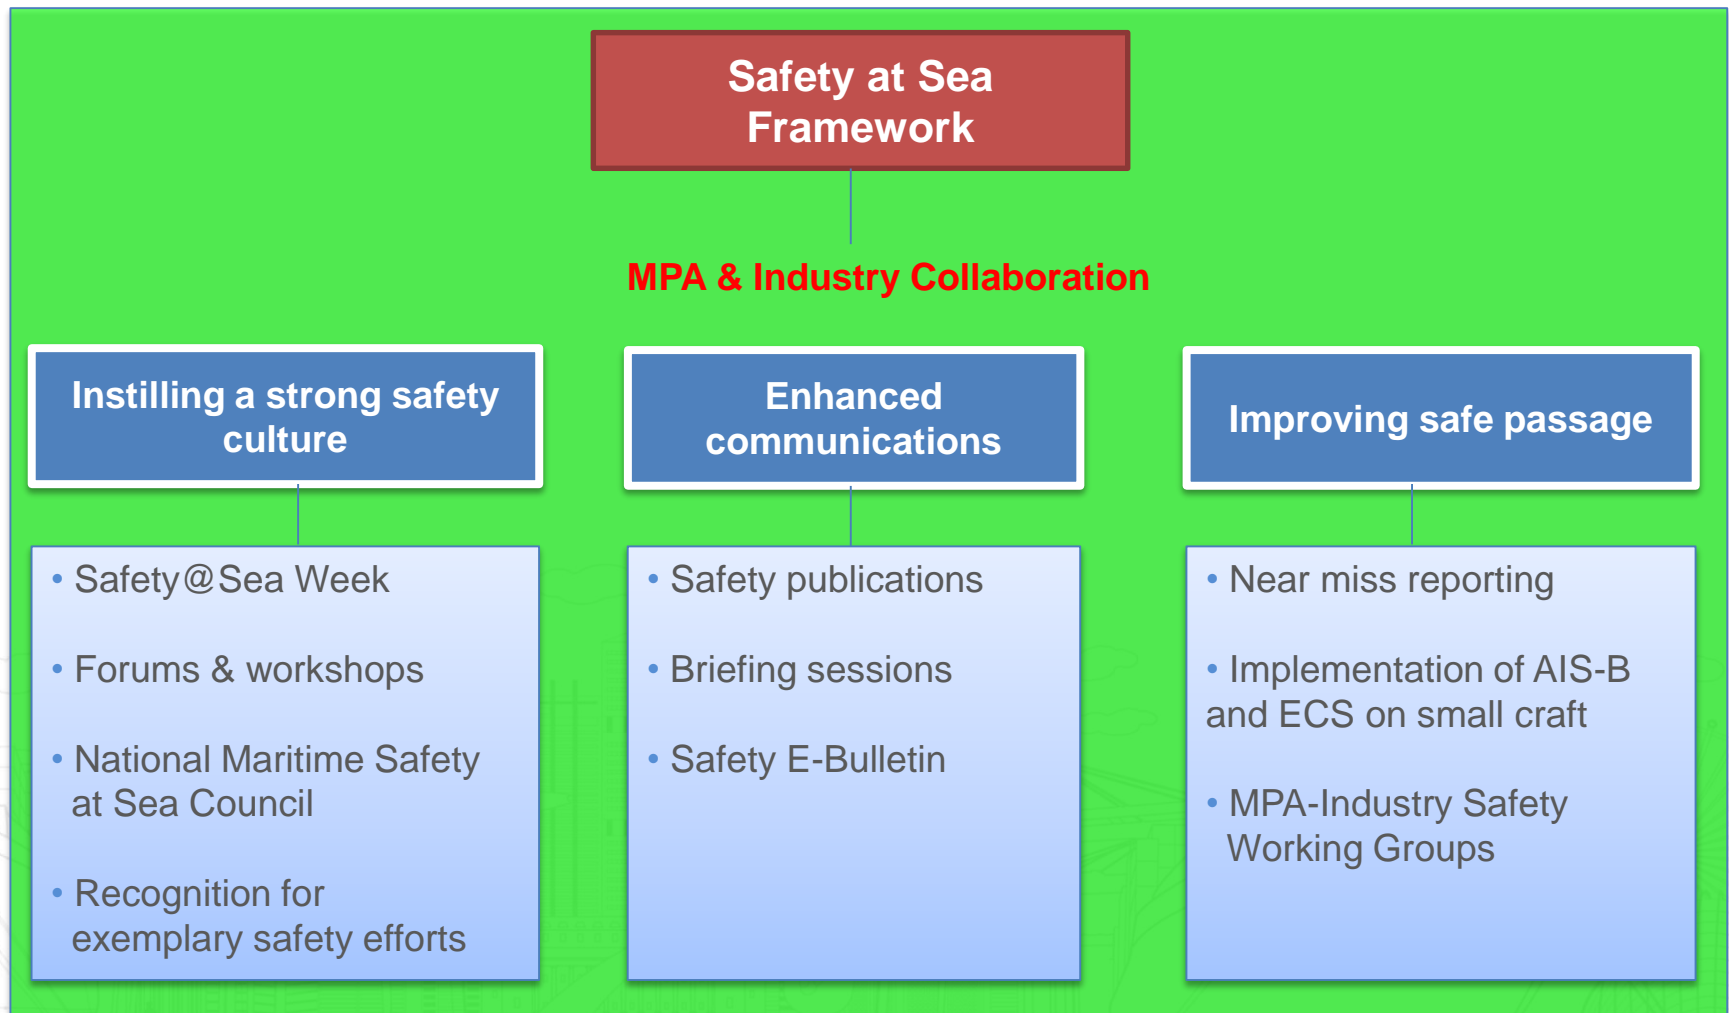 Safety at Sea
Framework
MPA & Industry Collaboration
Instilling a strong safety
culture
• Safety@Sea Week
• Forums & workshops
• National Maritime Safety
at Sea Council
• Recognition for
exemplary safety efforts
Enhanced
communications
• Safety publications
• Briefing sessions
• Safety E-Bulletin
Improving safe passage
• Near miss reporting
• Implementation of AIS-B
and ECS on small craft
• MPA-Industry Safety
Working Groups